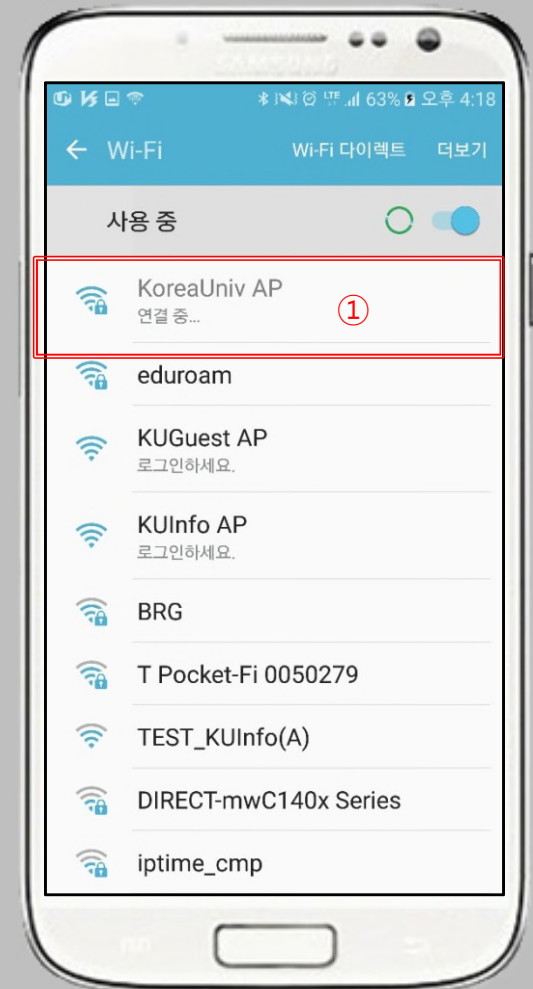 LTE 63% 오후 4:18
Wi-Fi Wi-Fi 다이렉트 더보기
사용 중
KoreaUniv AP
연결 중...
①
eduroam
KUGuest AP
로그인하세요.
KUInfo AP
로그인하세요.
BRG
T Pocket-Fi 0050279
TEST_KUInfo(A)
DIRECT-mwC140x Series
iptime_cmp